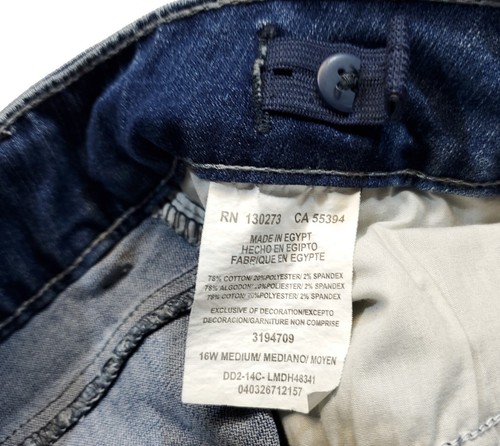 RN 130273 CA 55394
MADE IN EGYPT
HECHO EN EGIPTO
FABRIQUE EN EGYPTE
78% COTTON/ 20%POLYESTER/ 2% SPANDEX
78% ALGODON/ 20%POLIESTER/ 2% SPANDEX
78% COTON/ 20%POLYESTER/ 2% SPANDEX
EXCLUSIVE OF DECORATION/EXCEPTO
DECORACION/GARNITURE NON COMPRISE
3194709
16W MEDIUM/ MEDIANO/ MOYEN
DD2-14C- LMDH48341
040326712157